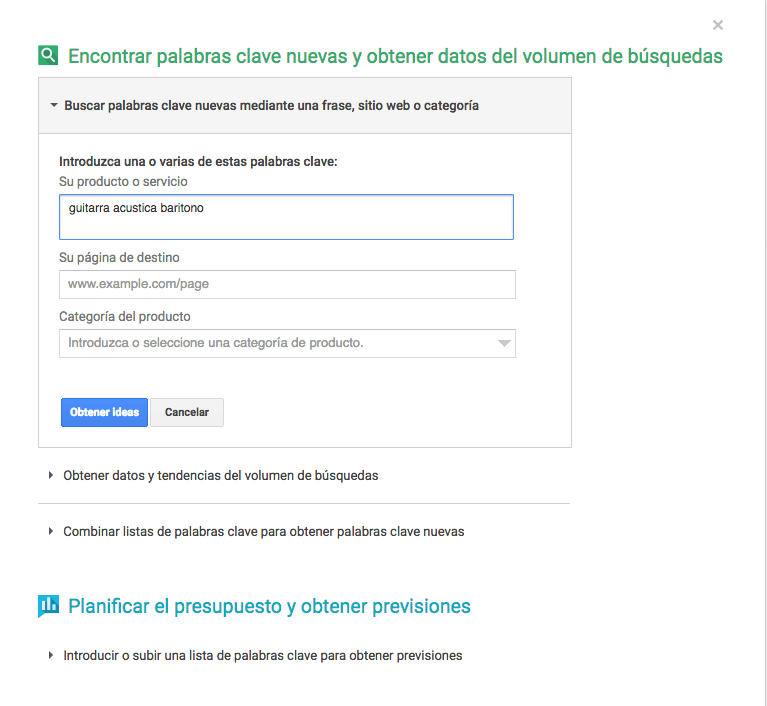 ×
Encontrar palabras clave nuevas y obtener datos del volumen de búsquedas
Buscar palabras clave nuevas mediante una frase, sitio web o categoría
Introduzca una o varias de estas palabras clave:
Su producto o servicio
guitarra acustica baritono
Su página de destino
www.example.com/page
Categoría del producto
Introduzca o seleccione una categoría de producto.
Obtener ideas Cancelar
Obtener datos y tendencias del volumen de búsquedas
Combinar listas de palabras clave para obtener palabras clave nuevas
Planificar el presupuesto y obtener previsiones
Introducir o subir una lista de palabras clave para obtener previsiones